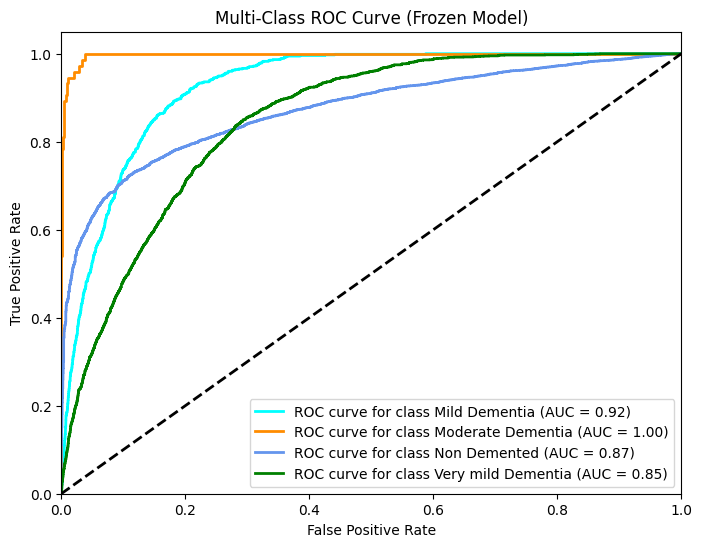 Multi-Class ROC Curve (Frozen Model)
True Positive Rate
1.0
0.8
0.6
0.4
0.2
0.0
ROC curve for class Mild Dementia (AUC = 0.92)
ROC curve for class Moderate Dementia (AUC = 1.00)
ROC curve for class Non Demented (AUC = 0.87)
ROC curve for class Very mild Dementia (AUC = 0.85)
0.0 0.2 0.4 0.6 0.8 1.0
False Positive Rate